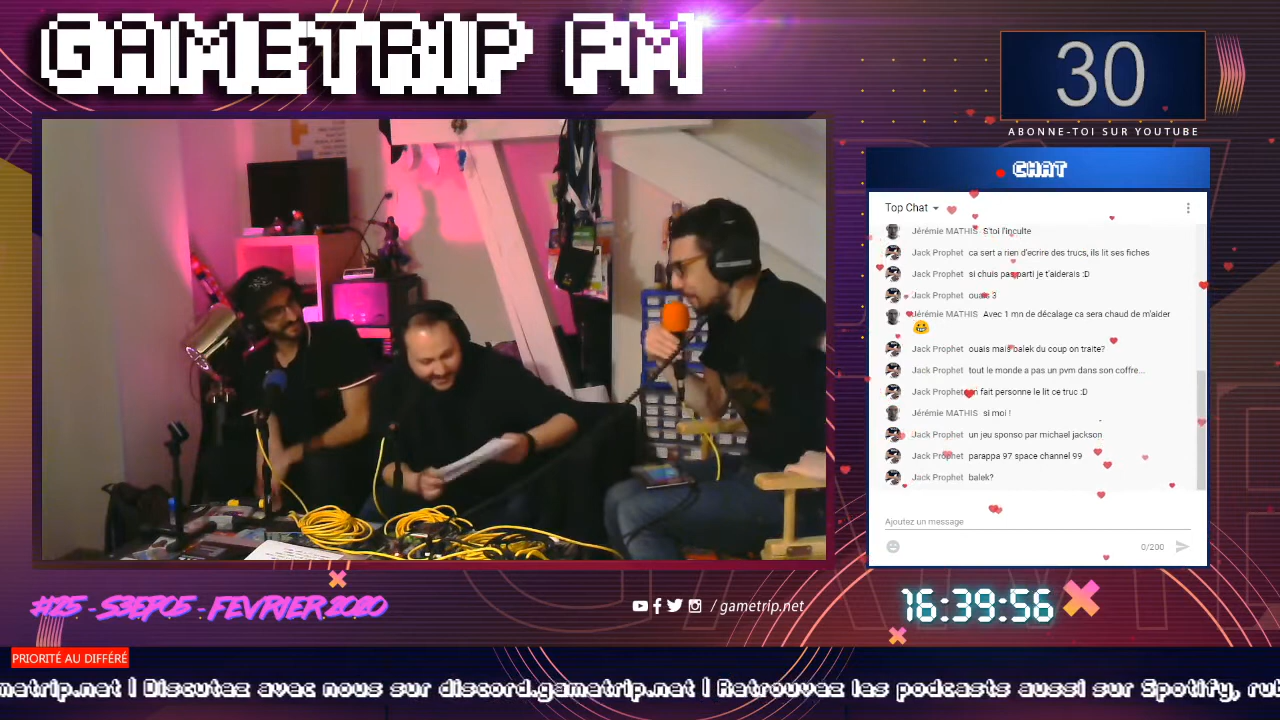 GAMETRIP FM
30
ABONNE-TOI SUR YOUTUBE
CHAT
Top Chat
Jérémie MATHIS S'toi l'inculte
Jack Prophet ca sert a rien d'ecrire des trucs, ils lit ses fiches
Jack Prophet si chuis pas parti je t'aiderais :D
Jack Prophet ouais 3
Jérémie MATHIS Avec 1 mn de décalage ca sera chaud de m'aider
Jack Prophet ouais mais balek du coup on traite?
Jack Prophet tout le monde a pas un pvm dans son coffre...
Jack Prophet en fait personne le lit ce truc :D
Jérémie MATHIS si moi !
Jack Prophet un jeu sponso par michael jackson
Jack Prophet parappa 97 space channel 99
Jack Prophet balek?
Ajoutez un message
0/200
#125 - S3EP05 - FEVRIER 2020
/ gametrip.net
16:39:56
PRIORITÉ AU DIFFÉRÉ
metrip.net | Discutez avec nous sur discord.gametrip.net | Retrouvez les podcasts aussi sur Spotify, rub